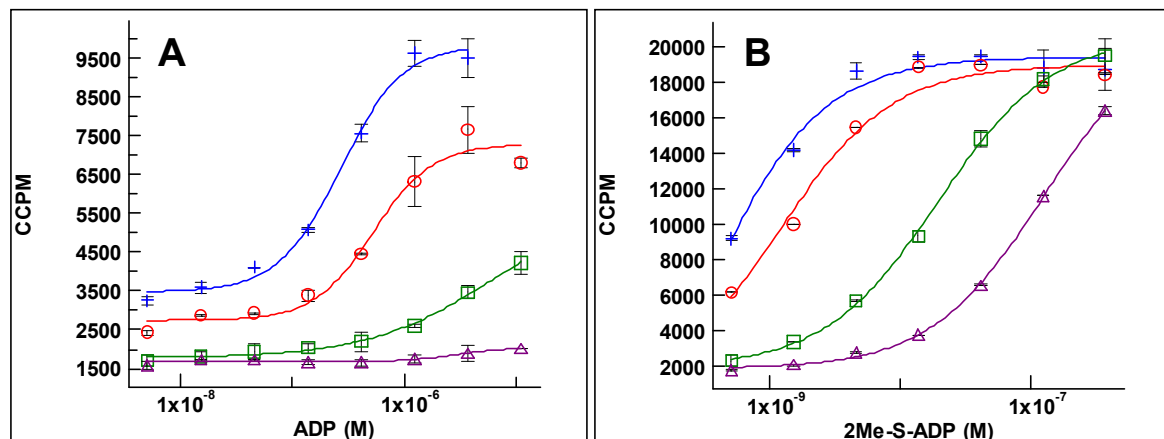 A
CCPM
9500
8500
7500
6500
5500
4500
3500
2500
1500
1x10⁻⁸
1x10⁻⁶
ADP (M)
B
CCPM
20000
18000
16000
14000
12000
10000
8000
6000
4000
2000
1x10⁻⁹
1x10⁻⁷
2Me-S-ADP (M)